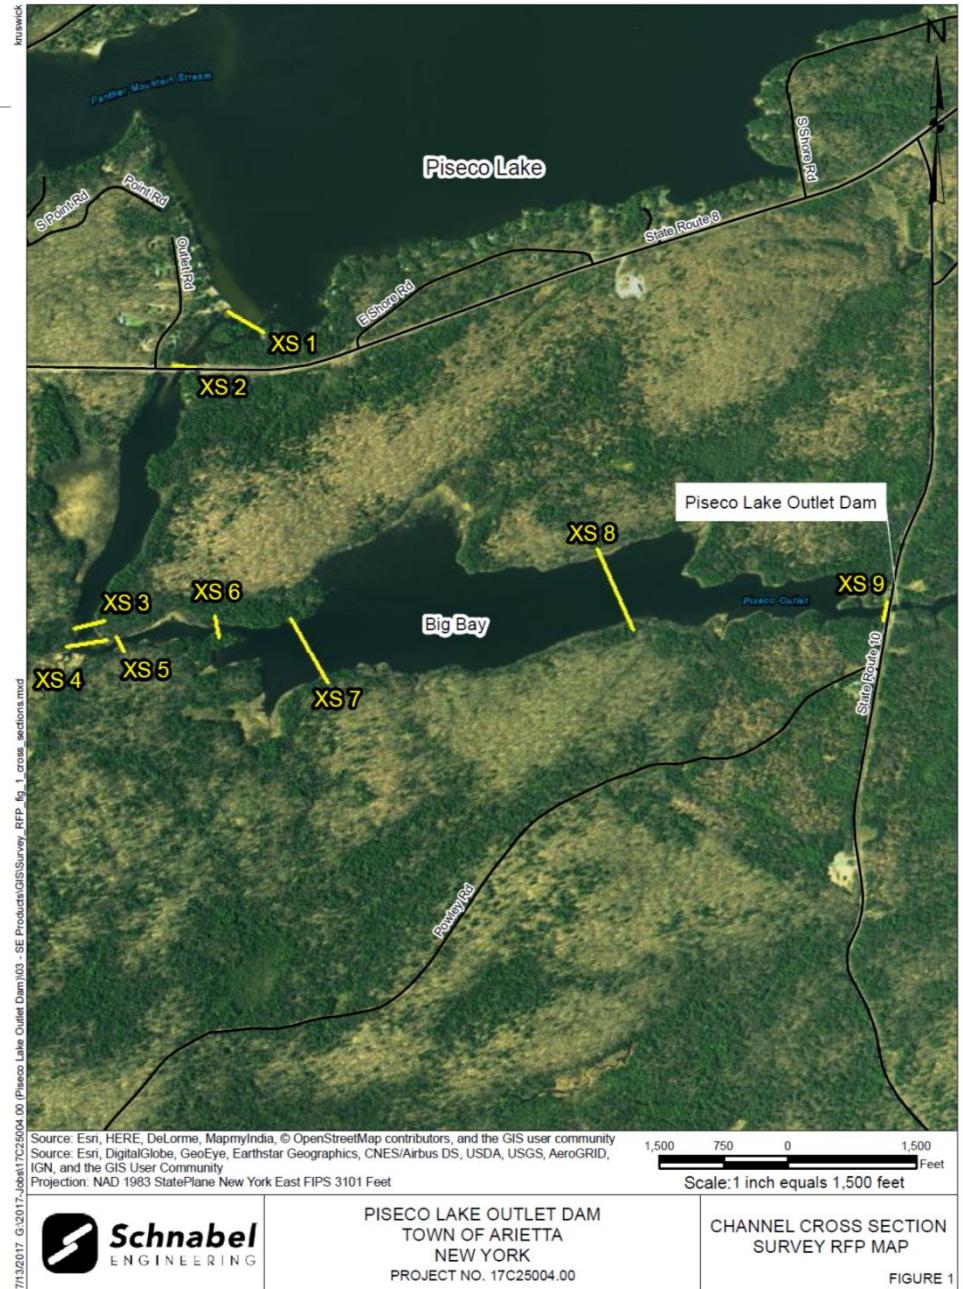 kruswick
N
Panther Mountain Stream
Piseco Lake
S Shore Rd
S Point Rd
Point Rd
State Route 8
Outlet Rd
E Shore Rd
XS 1
XS 2
Piseco Lake Outlet Dam
XS 8
XS 9
XS 6
XS 3
Piseco Outlet
Big Bay
XS 5
XS 4
XS 7
State Route 10
Powley Rd
7/13/2017 G:\2017-Jobs\17C25004.00 (Piseco Lake Outlet Dam)\03 - SE Products\GIS\Survey_RFP_fig_1_cross_sections.mxd
Source: Esri, HERE, DeLorme, MapmyIndia, © OpenStreetMap contributors, and the GIS user community
Source: Esri, DigitalGlobe, GeoEye, Earthstar Geographics, CNES/Airbus DS, USDA, USGS, AeroGRID,
IGN, and the GIS User Community
Projection: NAD 1983 StatePlane New York East FIPS 3101 Feet
1,500 750 0 1,500
Feet
Scale: 1 inch equals 1,500 feet
Schnabel
ENGINEERING
PISECO LAKE OUTLET DAM
TOWN OF ARIETTA
NEW YORK
PROJECT NO. 17C25004.00
CHANNEL CROSS SECTION
SURVEY RFP MAP
FIGURE 1